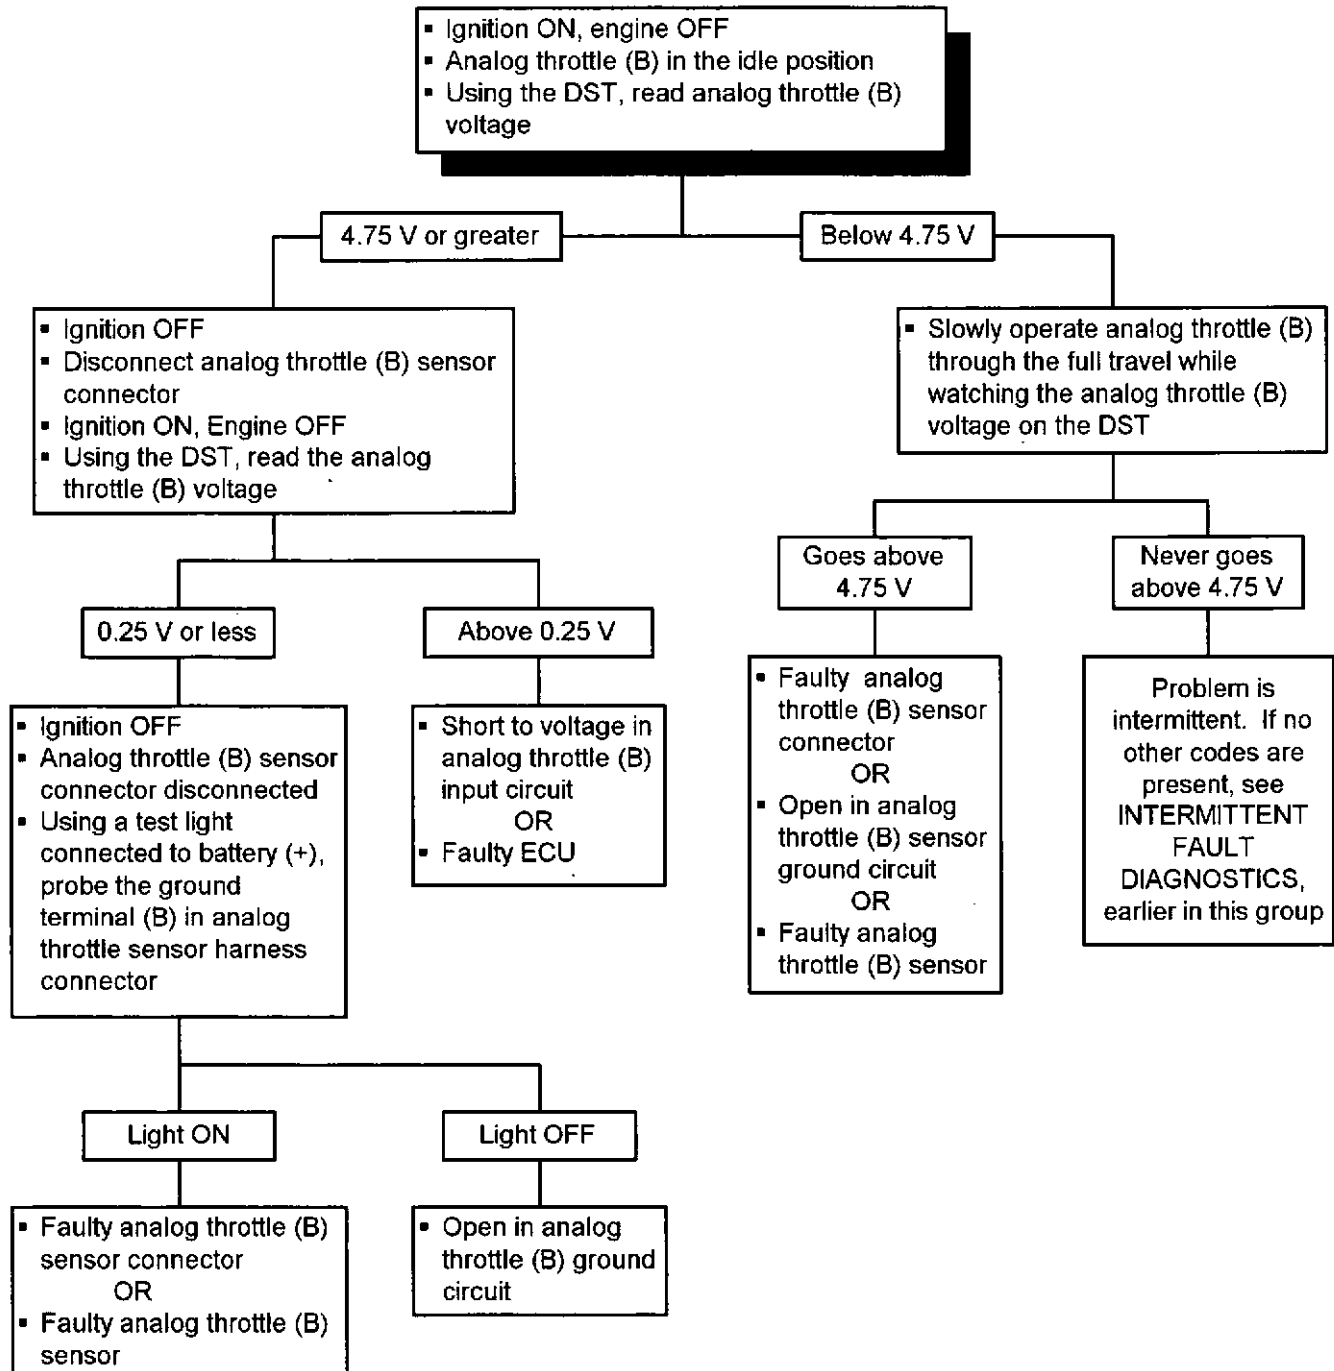 ▪ Ignition ON, engine OFF
▪ Analog throttle (B) in the idle position
▪ Using the DST, read analog throttle (B)
voltage
4.75 V or greater
Below 4.75 V
▪ Ignition OFF
▪ Disconnect analog throttle (B) sensor
connector
▪ Ignition ON, Engine OFF
▪ Using the DST, read the analog
throttle (B) voltage
▪ Slowly operate analog throttle (B)
through the full travel while
watching the analog throttle (B)
voltage on the DST
0.25 V or less
Above 0.25 V
Goes above
4.75 V
Never goes
above 4.75 V
▪ Ignition OFF
▪ Analog throttle (B) sensor
connector disconnected
▪ Using a test light
connected to battery (+),
probe the ground
terminal (B) in analog
throttle sensor harness
connector
▪ Short to voltage in
analog throttle (B)
input circuit
OR
▪ Faulty ECU
▪ Faulty analog
throttle (B) sensor
connector
OR
▪ Open in analog
throttle (B) sensor
ground circuit
OR
▪ Faulty analog
throttle (B) sensor
Problem is
intermittent. If no
other codes are
present, see
INTERMITTENT
FAULT
DIAGNOSTICS,
earlier in this group
Light ON
Light OFF
▪ Faulty analog throttle (B)
sensor connector
OR
▪ Faulty analog throttle (B)
sensor
▪ Open in analog
throttle (B) ground
circuit